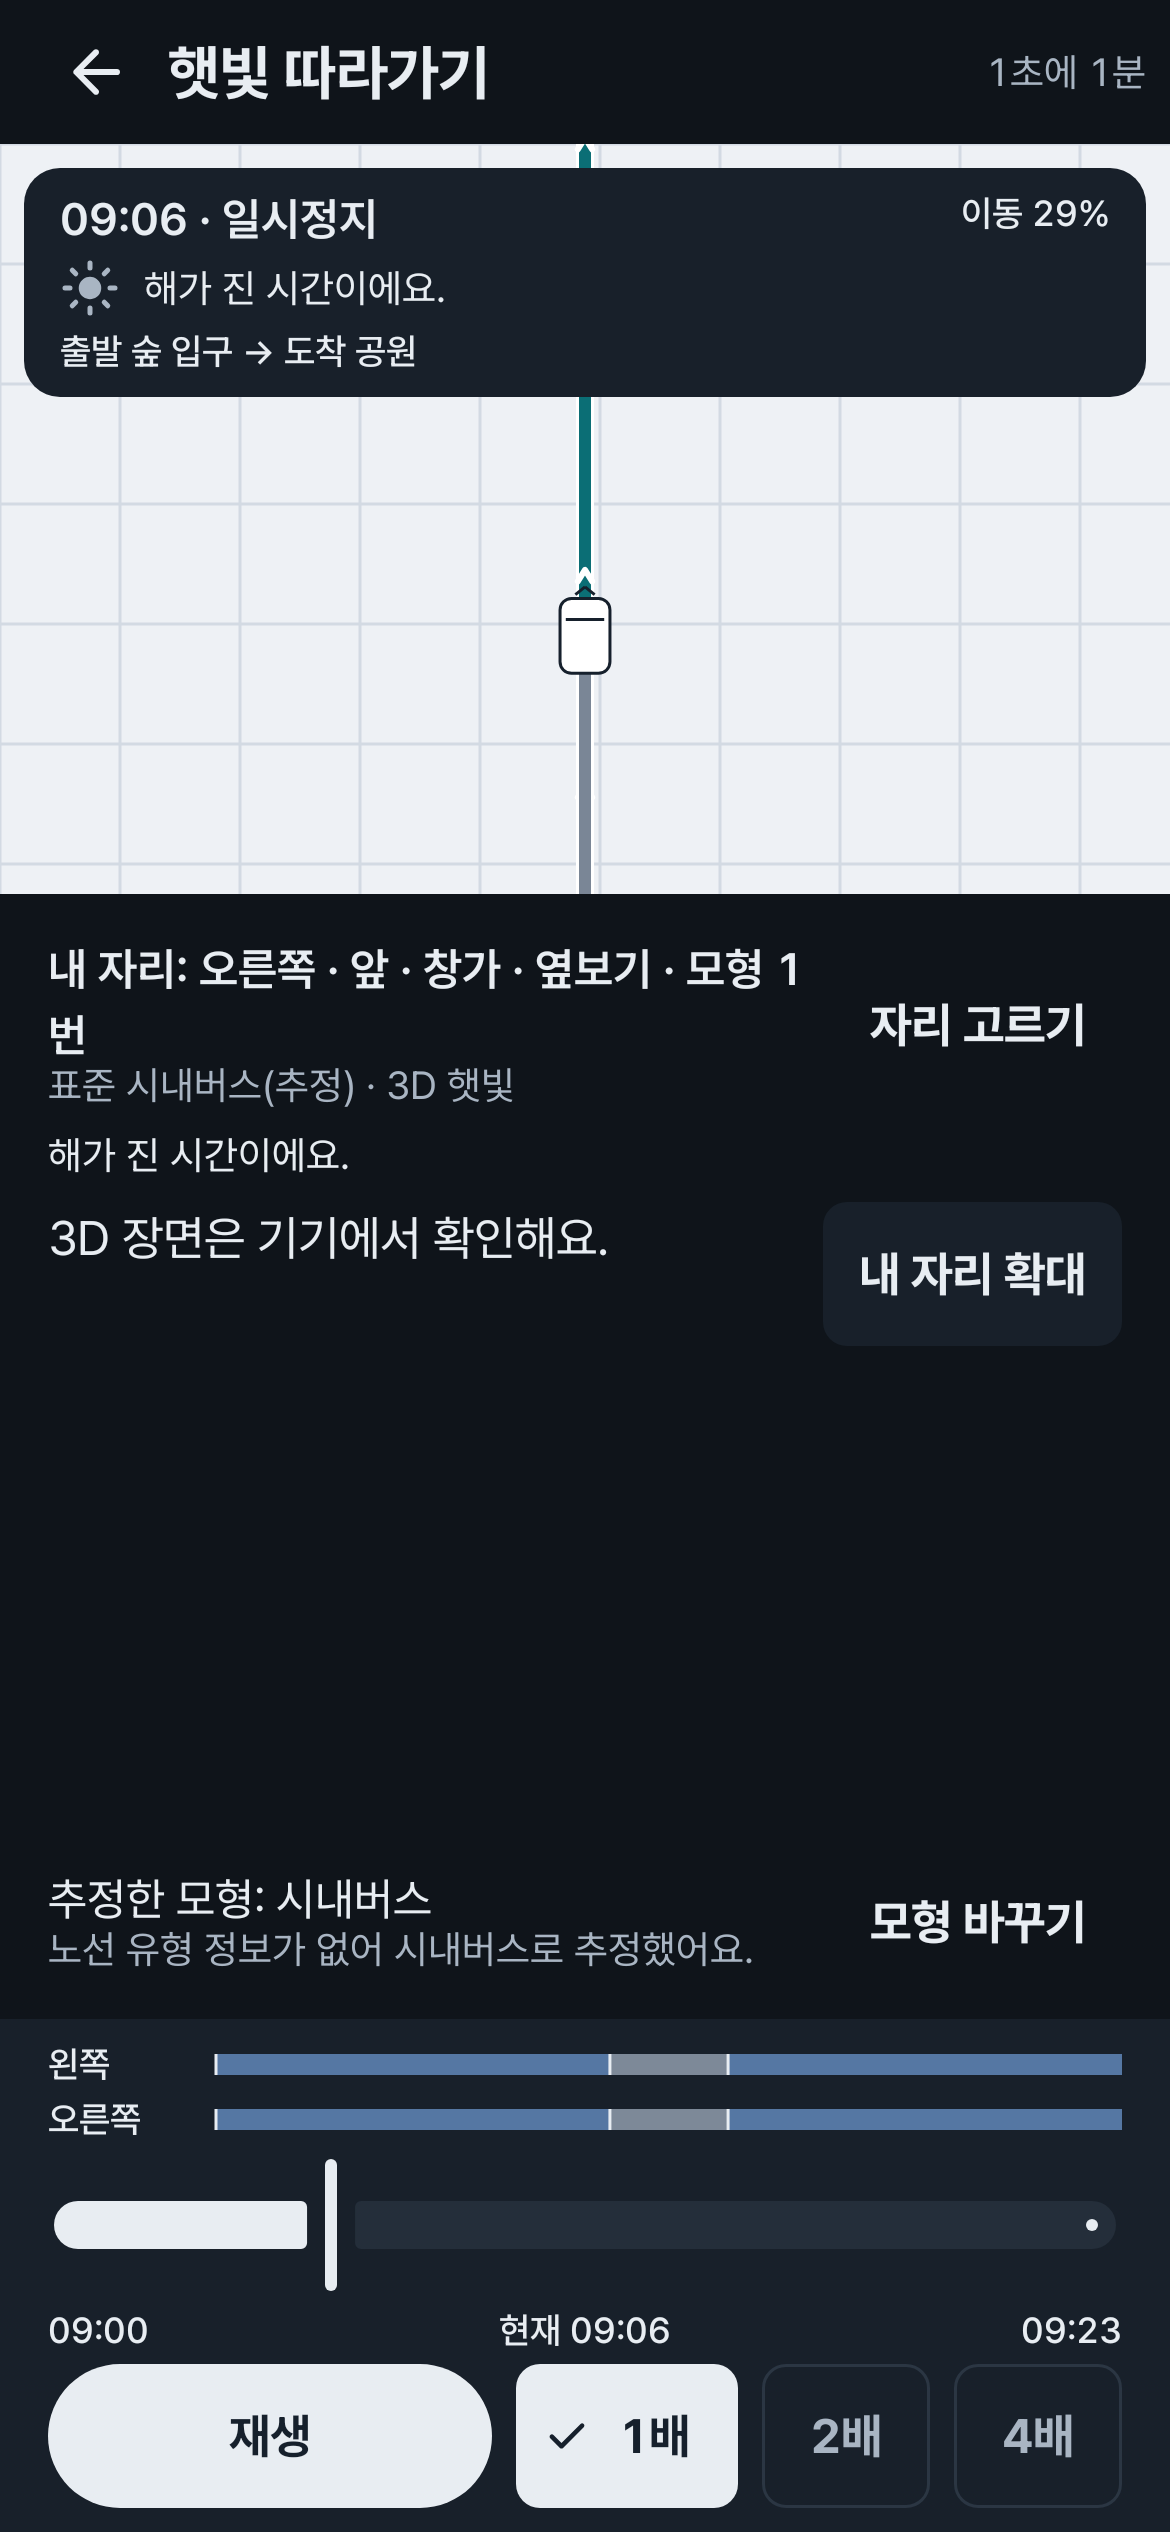 햇빛 따라가기
1초에 1분
09:06 · 일시정지
이동 29%
해가 진 시간이에요.
출발 숲 입구 → 도착 공원
내 자리: 오른쪽 · 앞 · 창가 · 옆보기 · 모형 1
번
자리 고르기
표준 시내버스(추정) · 3D 햇빛
해가 진 시간이에요.
3D 장면은 기기에서 확인해요.
내 자리 확대
추정한 모형: 시내버스
노선 유형 정보가 없어 시내버스로 추정했어요.
모형 바꾸기
왼쪽
오른쪽
09:00
현재 09:06
09:23
재생
1배
2배
4배